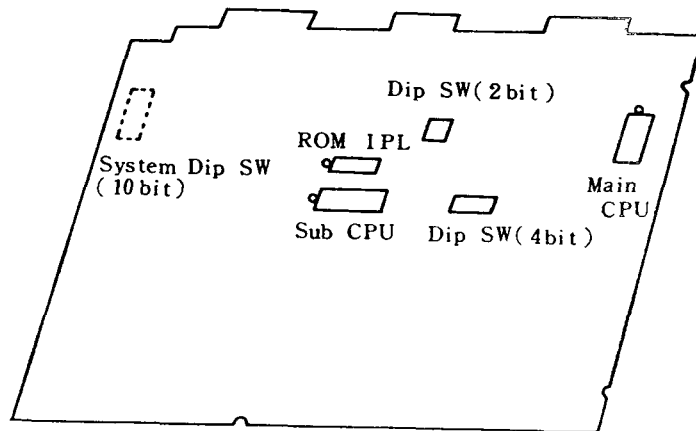 Dip SW(2bit)
ROM IPL
System Dip SW
(10bit)
Main
CPU
Sub CPU
Dip SW(4bit)